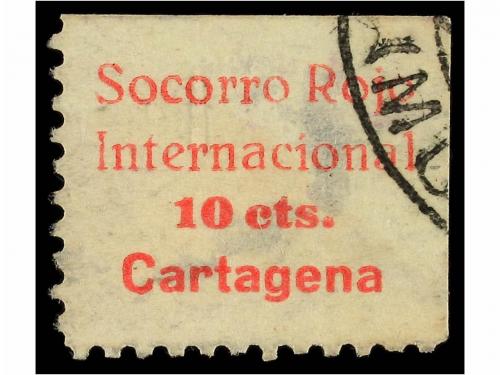 Socorro Rojo
Internacional
10 cts.
Cartagena